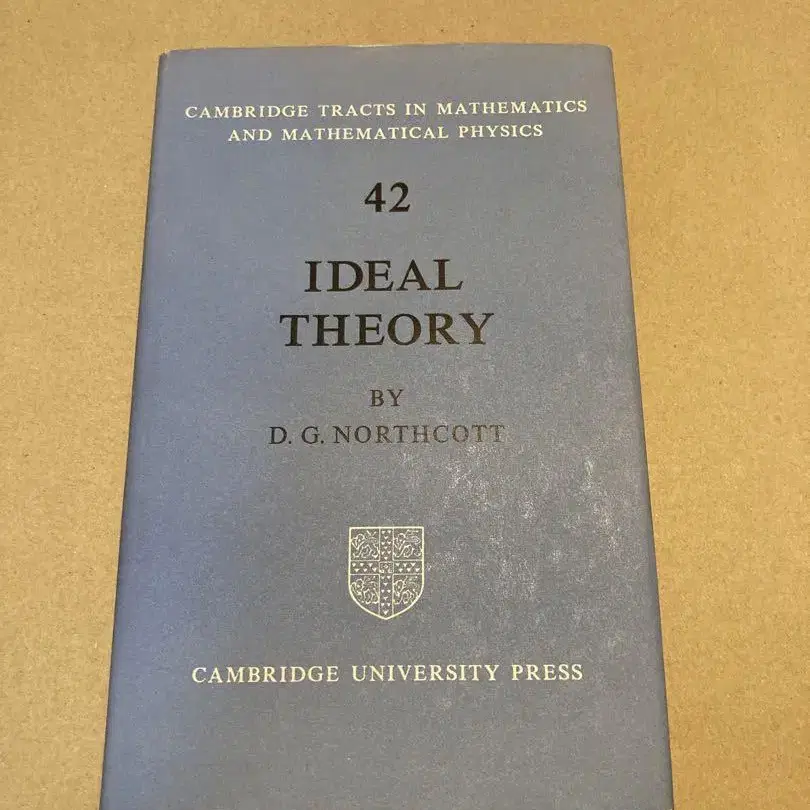 CAMBRIDGE TRACTS IN MATHEMATICS
AND MATHEMATICAL PHYSICS
42
IDEAL
THEORY
BY
D. G. NORTHCOTT
CAMBRIDGE UNIVERSITY PRESS